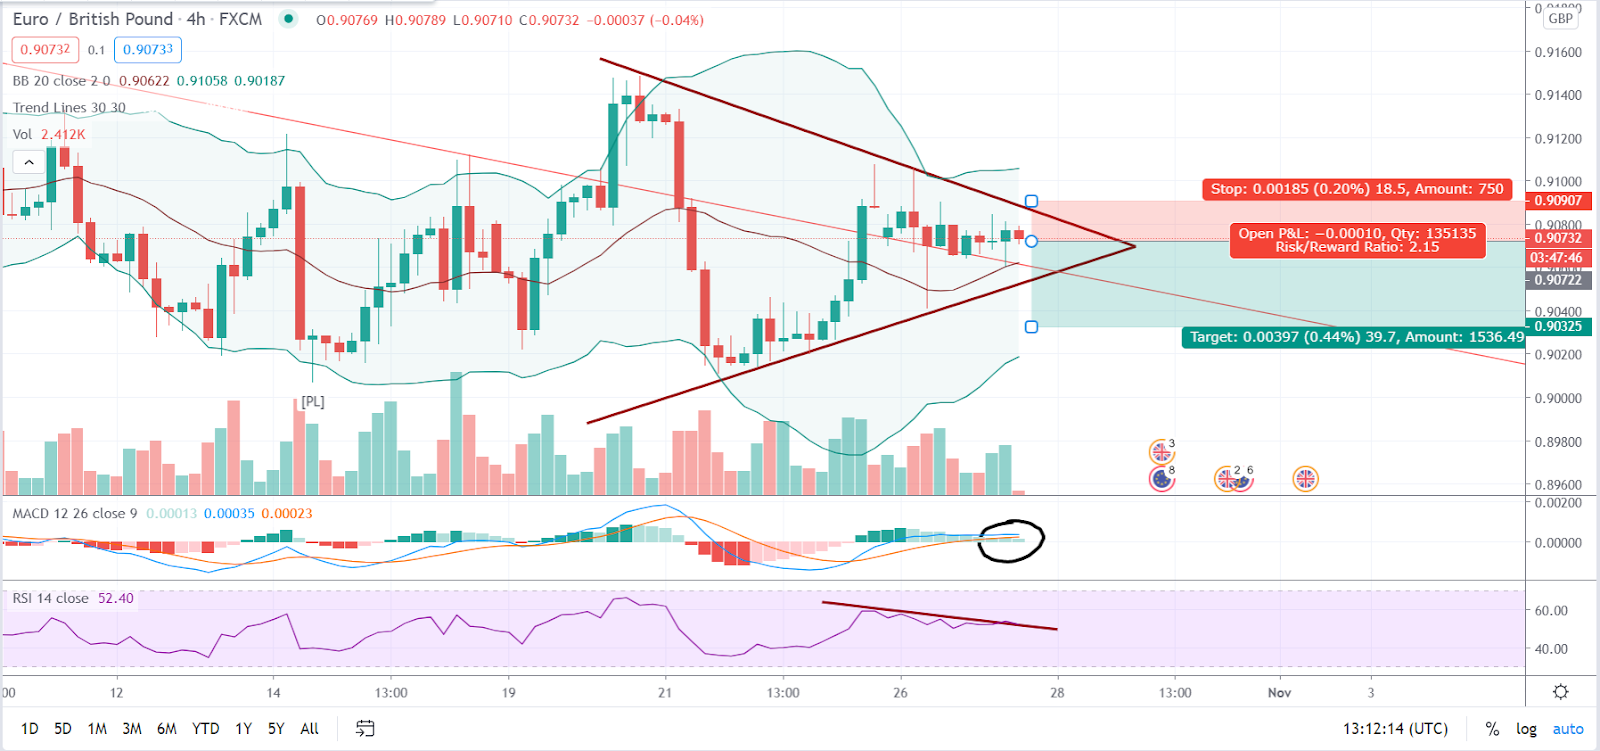 Euro / British Pound · 4h · FXCM O0.90769 H0.90789 L0.90710 C0.90732 −0.00037 (−0.04%)
0.90732 0.1 0.90733
BB 20 close 2 0 0.90622 0.91058 0.90187
Trend Lines 30 30
Vol 2.412K
[PL]
GBP
0.91600
0.91400
0.91200
0.91000
0.90907
0.90800
0.90732
03:47:46
0.90722
0.90400
0.90325
0.90200
0.90000
0.89800
0.89600
Stop: 0.00185 (0.20%) 18.5, Amount: 750
Open P&L: −0.00010, Qty: 135135
Risk/Reward Ratio: 2.15
Target: 0.00397 (0.44%) 39.7, Amount: 1536.49
3
8
2 6
MACD 12 26 close 9 0.00013 0.00035 0.00023
0.00200
0.00000
RSI 14 close 52.40
60.00
40.00
:00 12 14 13:00 19 21 13:00 26 28 13:00 Nov 3
1D 5D 1M 3M 6M YTD 1Y 5Y All 13:12:14 (UTC) % log auto